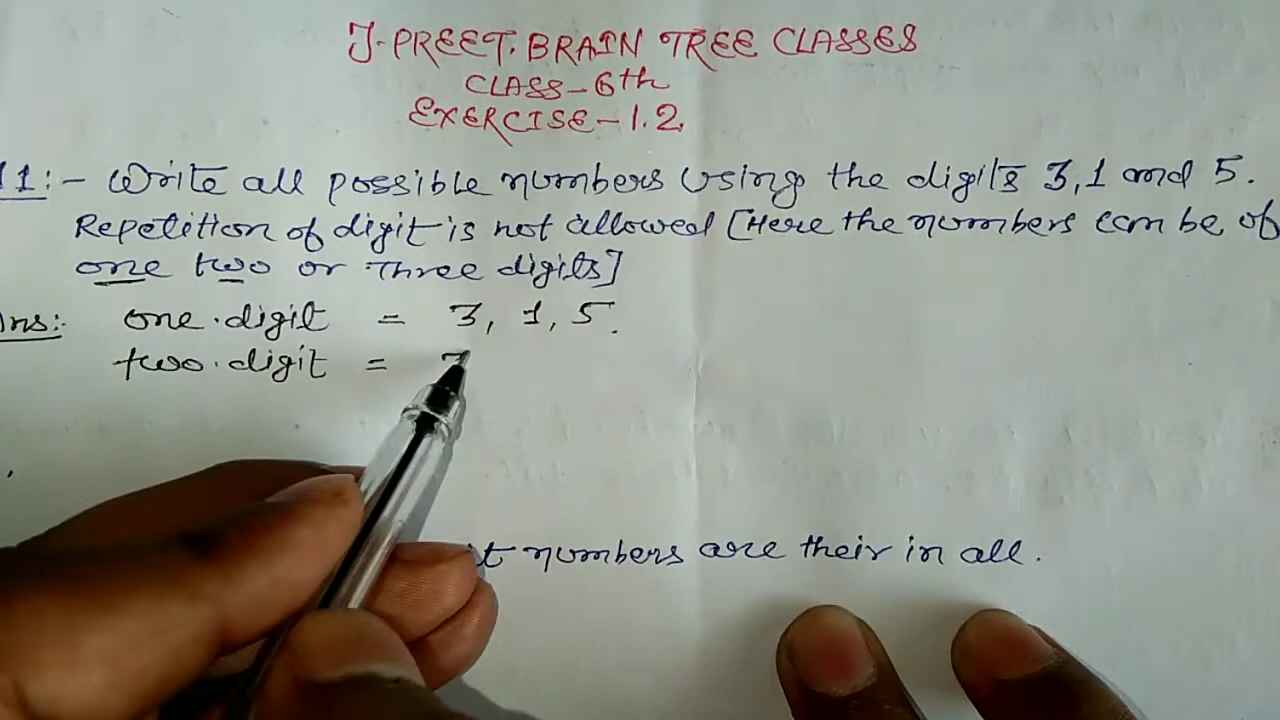 J-PREET. BRAIN TREE CLASSES
CLASS-6th
EXERCISE-1.2.
1:- Write all possible numbers using the digits 3,1 and 5.
Repetition of digit is not allowed [Here the numbers can be of
one two or Three digits]
Ans:- one.digit = 3, 1, 5.
two.digit =
numbers are their in all.